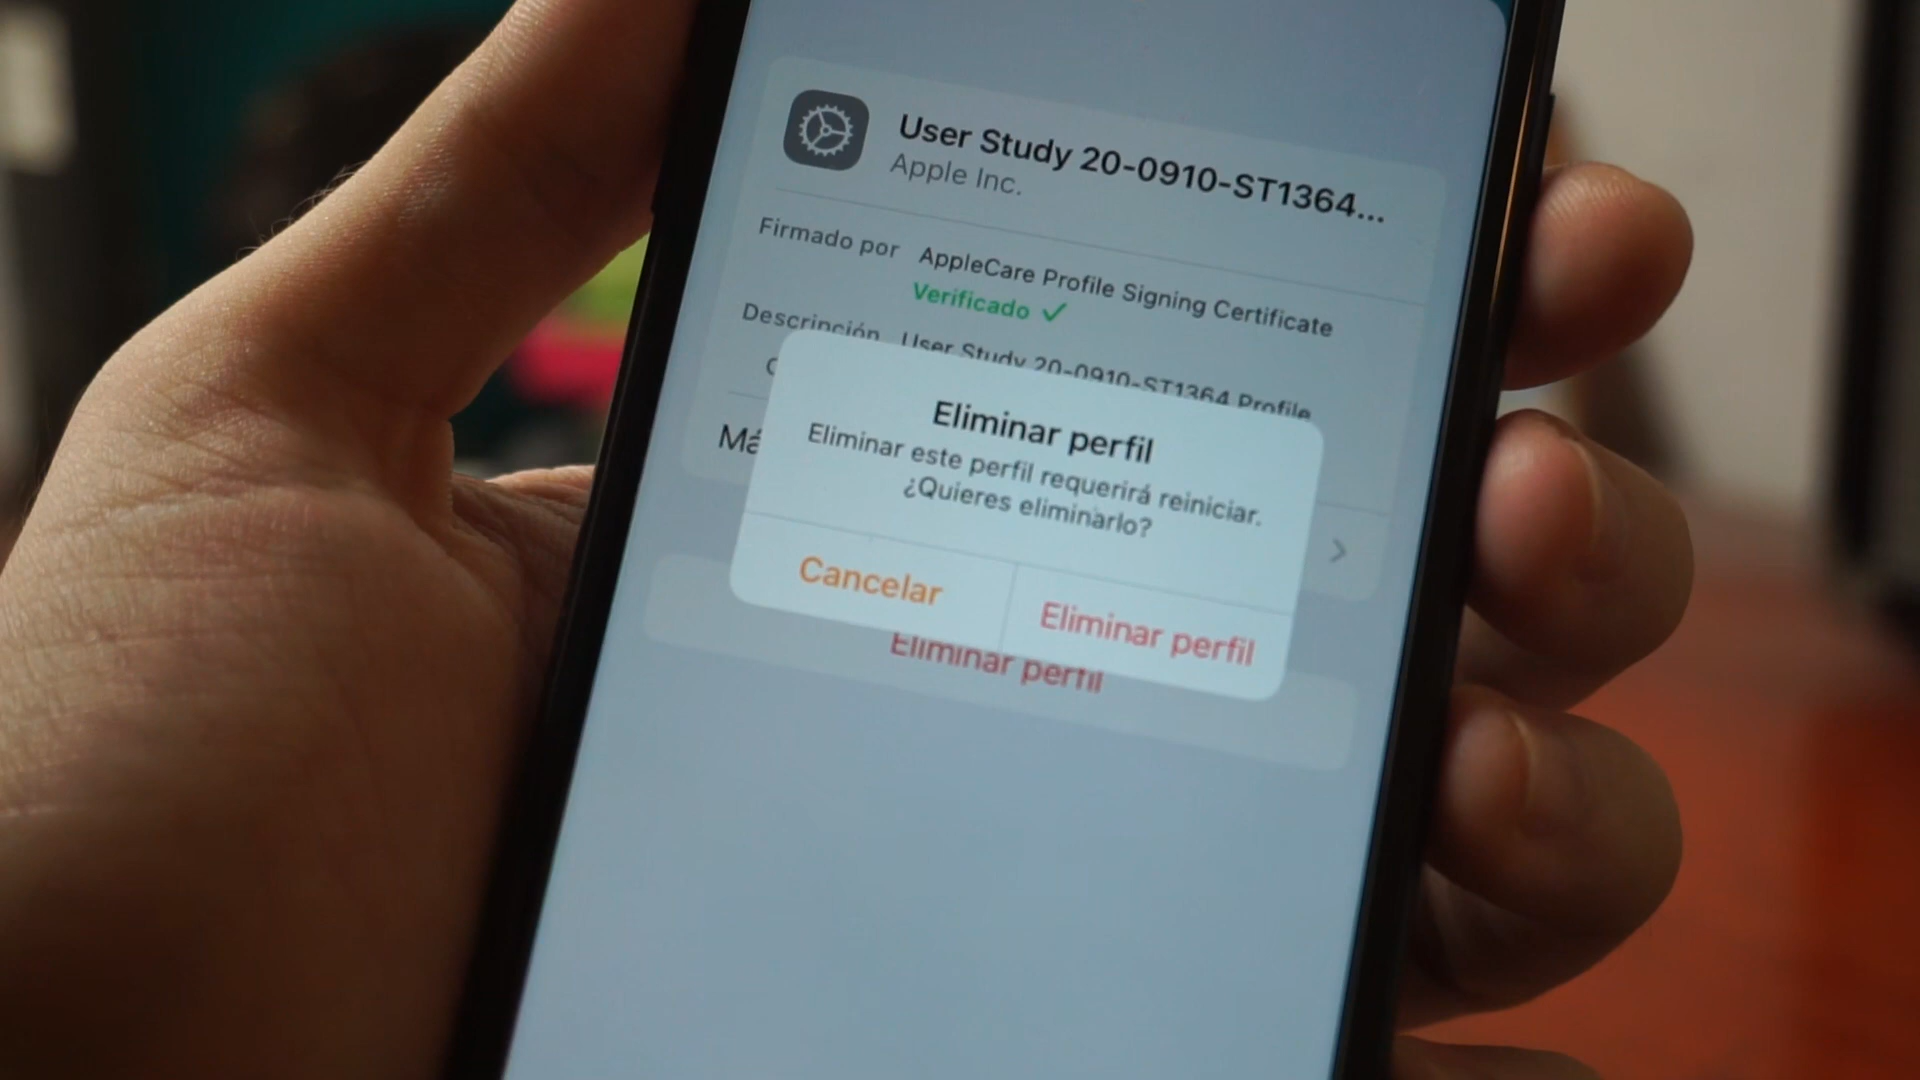 User Study 20-0910-ST1364...
Apple Inc.
Firmado por AppleCare Profile Signing Certificate
Verificado ✓
Descripción User Study 20-0910-ST1364 Profile
Eliminar perfil
Eliminar este perfil requerirá reiniciar.
¿Quieres eliminarlo?
Cancelar
Eliminar perfil
Eliminar perfil